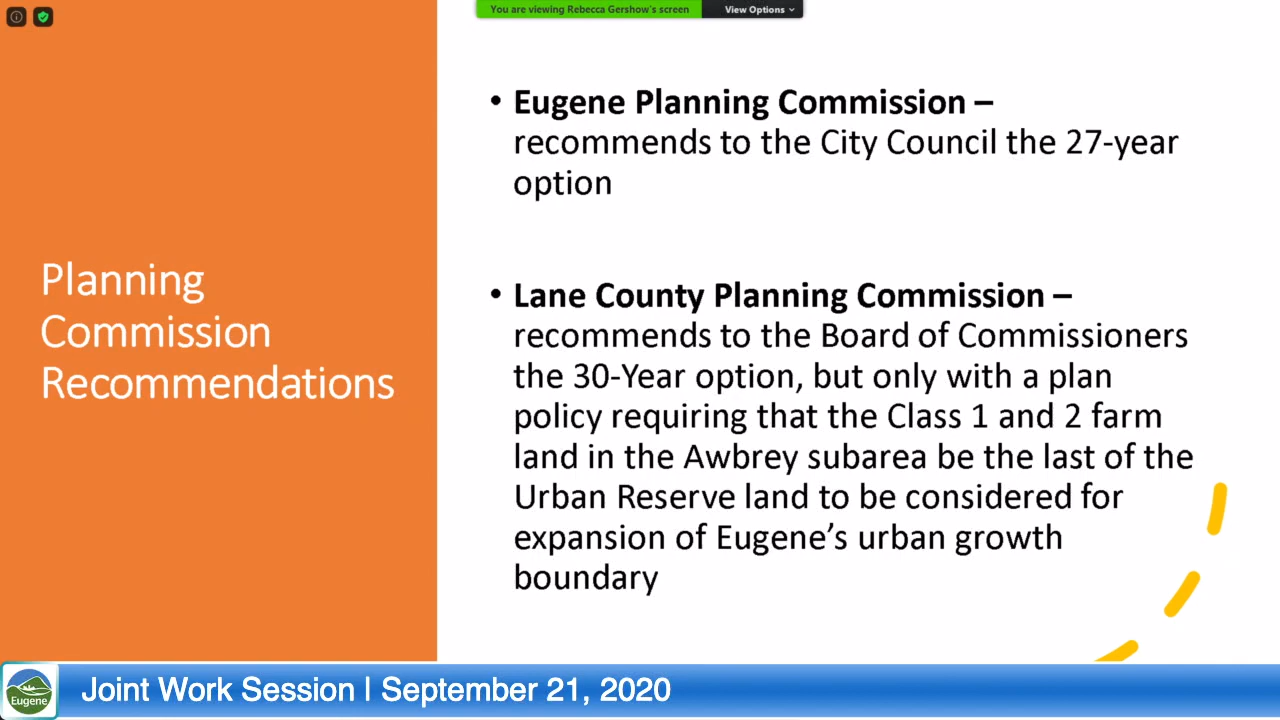 You are viewing Rebecca Gershow's screen
View Options
• Eugene Planning Commission –
recommends to the City Council the 27-year
option
Planning
Commission
Recommendations
• Lane County Planning Commission –
recommends to the Board of Commissioners
the 30-Year option, but only with a plan
policy requiring that the Class 1 and 2 farm
land in the Awbrey subarea be the last of the
Urban Reserve land to be considered for
expansion of Eugene’s urban growth
boundary
Eugene
Joint Work Session | September 21, 2020